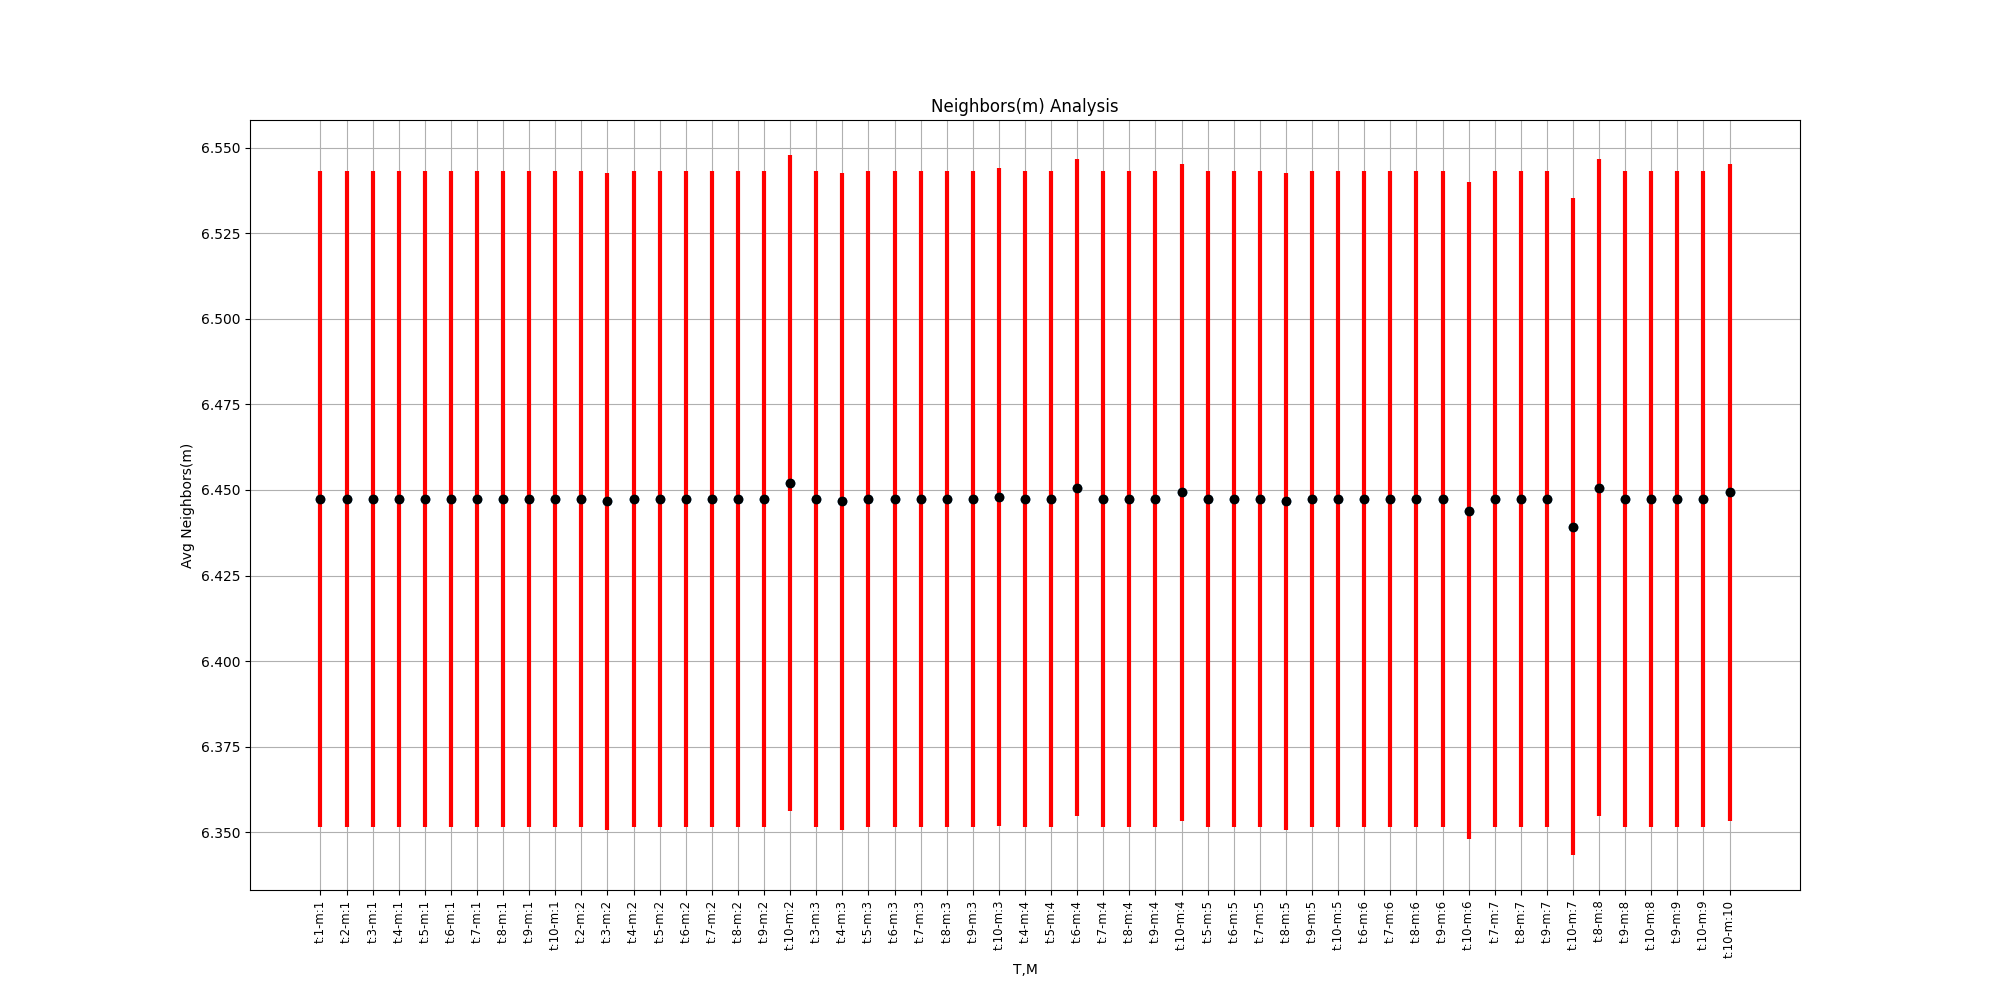 Neighbors(m) Analysis
6.550
6.525
6.500
6.475
6.450
6.425
6.400
6.375
6.350
Avg Neighbors(m)
t:1-m:1
t:2-m:1
t:3-m:1
t:4-m:1
t:5-m:1
t:6-m:1
t:7-m:1
t:8-m:1
t:9-m:1
t:10-m:1
t:2-m:2
t:3-m:2
t:4-m:2
t:5-m:2
t:6-m:2
t:7-m:2
t:8-m:2
t:9-m:2
t:10-m:2
t:3-m:3
t:4-m:3
t:5-m:3
t:6-m:3
t:7-m:3
t:8-m:3
t:9-m:3
t:10-m:3
t:4-m:4
t:5-m:4
t:6-m:4
t:7-m:4
t:8-m:4
t:9-m:4
t:10-m:4
t:5-m:5
t:6-m:5
t:7-m:5
t:8-m:5
t:9-m:5
t:10-m:5
t:6-m:6
t:7-m:6
t:8-m:6
t:9-m:6
t:10-m:6
t:7-m:7
t:8-m:7
t:9-m:7
t:10-m:7
t:8-m:8
t:9-m:8
t:10-m:8
t:9-m:9
t:10-m:9
t:10-m:10
T,M